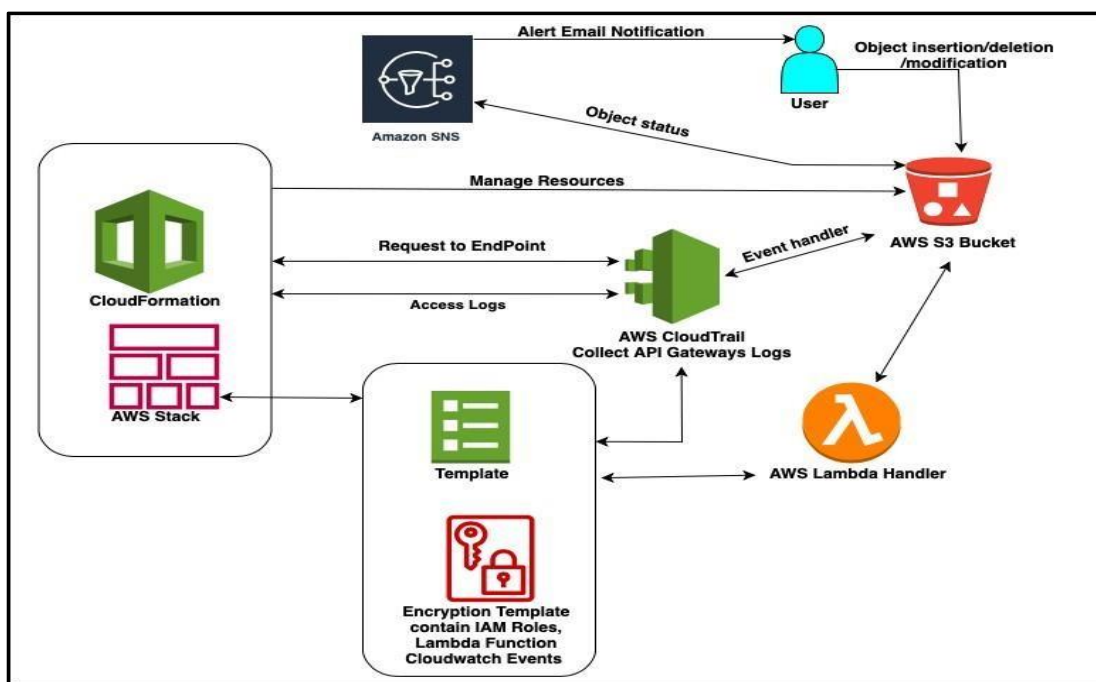 Alert Email Notification
Object insertion/deletion
/modification
User
Amazon SNS
Object status
Manage Resources
AWS S3 Bucket
Event handler
Request to EndPoint
CloudFormation
Access Logs
AWS CloudTrail
Collect API Gateways Logs
AWS Stack
Template
AWS Lambda Handler
Encryption Template
contain IAM Roles,
Lambda Function
Cloudwatch Events